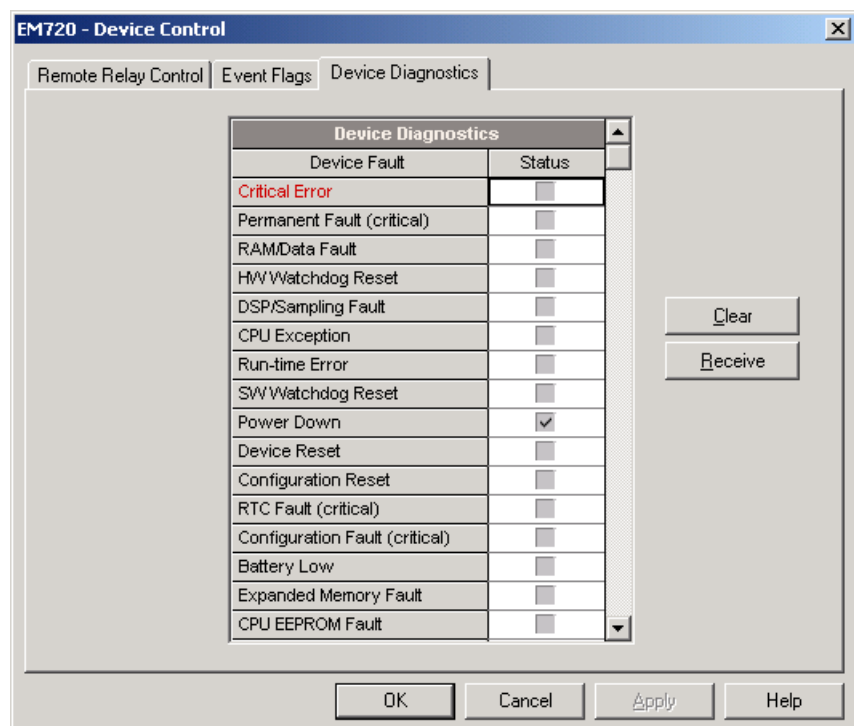 EM720 - Device Control
Remote Relay Control
Event Flags
Device Diagnostics
Device Diagnostics
Device Fault
Status
Critical Error
Permanent Fault (critical)
RAM/Data Fault
HW Watchdog Reset
DSP/Sampling Fault
CPU Exception
Run-time Error
SW Watchdog Reset
Power Down
Device Reset
Configuration Reset
RTC Fault (critical)
Configuration Fault (critical)
Battery Low
Expanded Memory Fault
CPU EEPROM Fault
Clear
Receive
OK
Cancel
Apply
Help